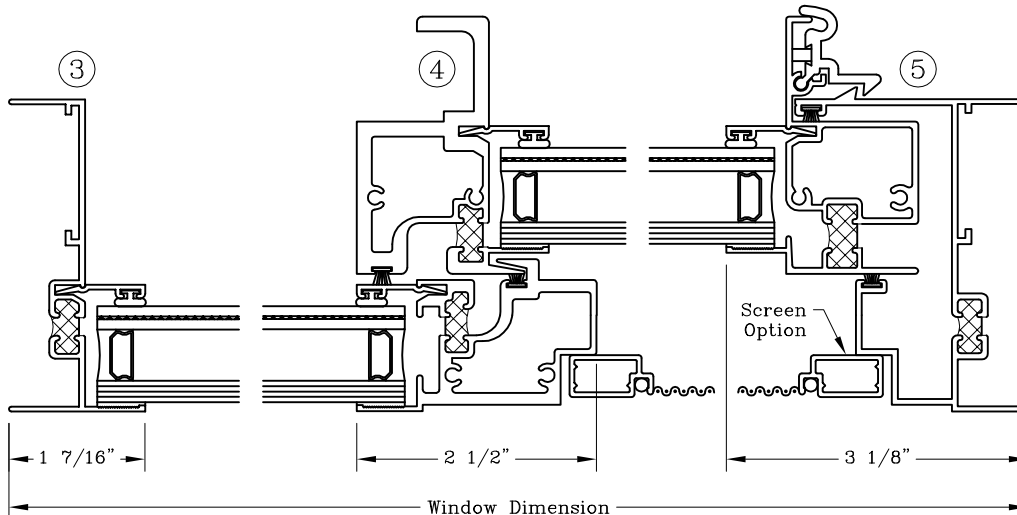 3
4
5
Screen
Option
1 7/16”
2 1/2”
3 1/8”
Window Dimension